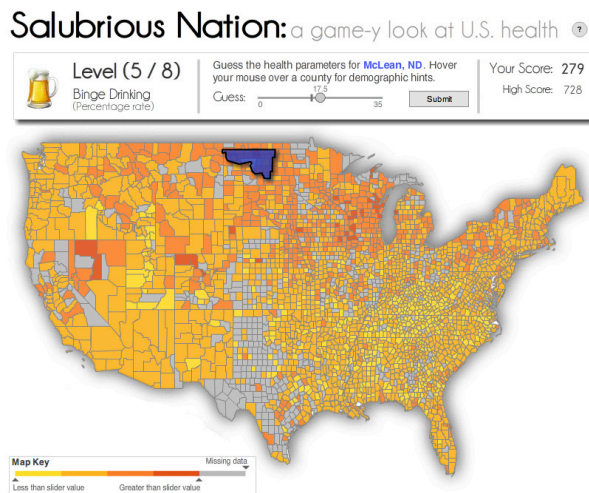 Salubrious Nation: a game-y look at U.S. health ?
Level (5 / 8)
Binge Drinking
(Percentage rate)
Guess the health parameters for McLean, ND. Hover
your mouse over a county for demographic hints.
Guess:
17.5
0
35
Submit
Your Score: 279
High Score: 728
Map Key
Missing data
Less than slider value
Greater than slider value